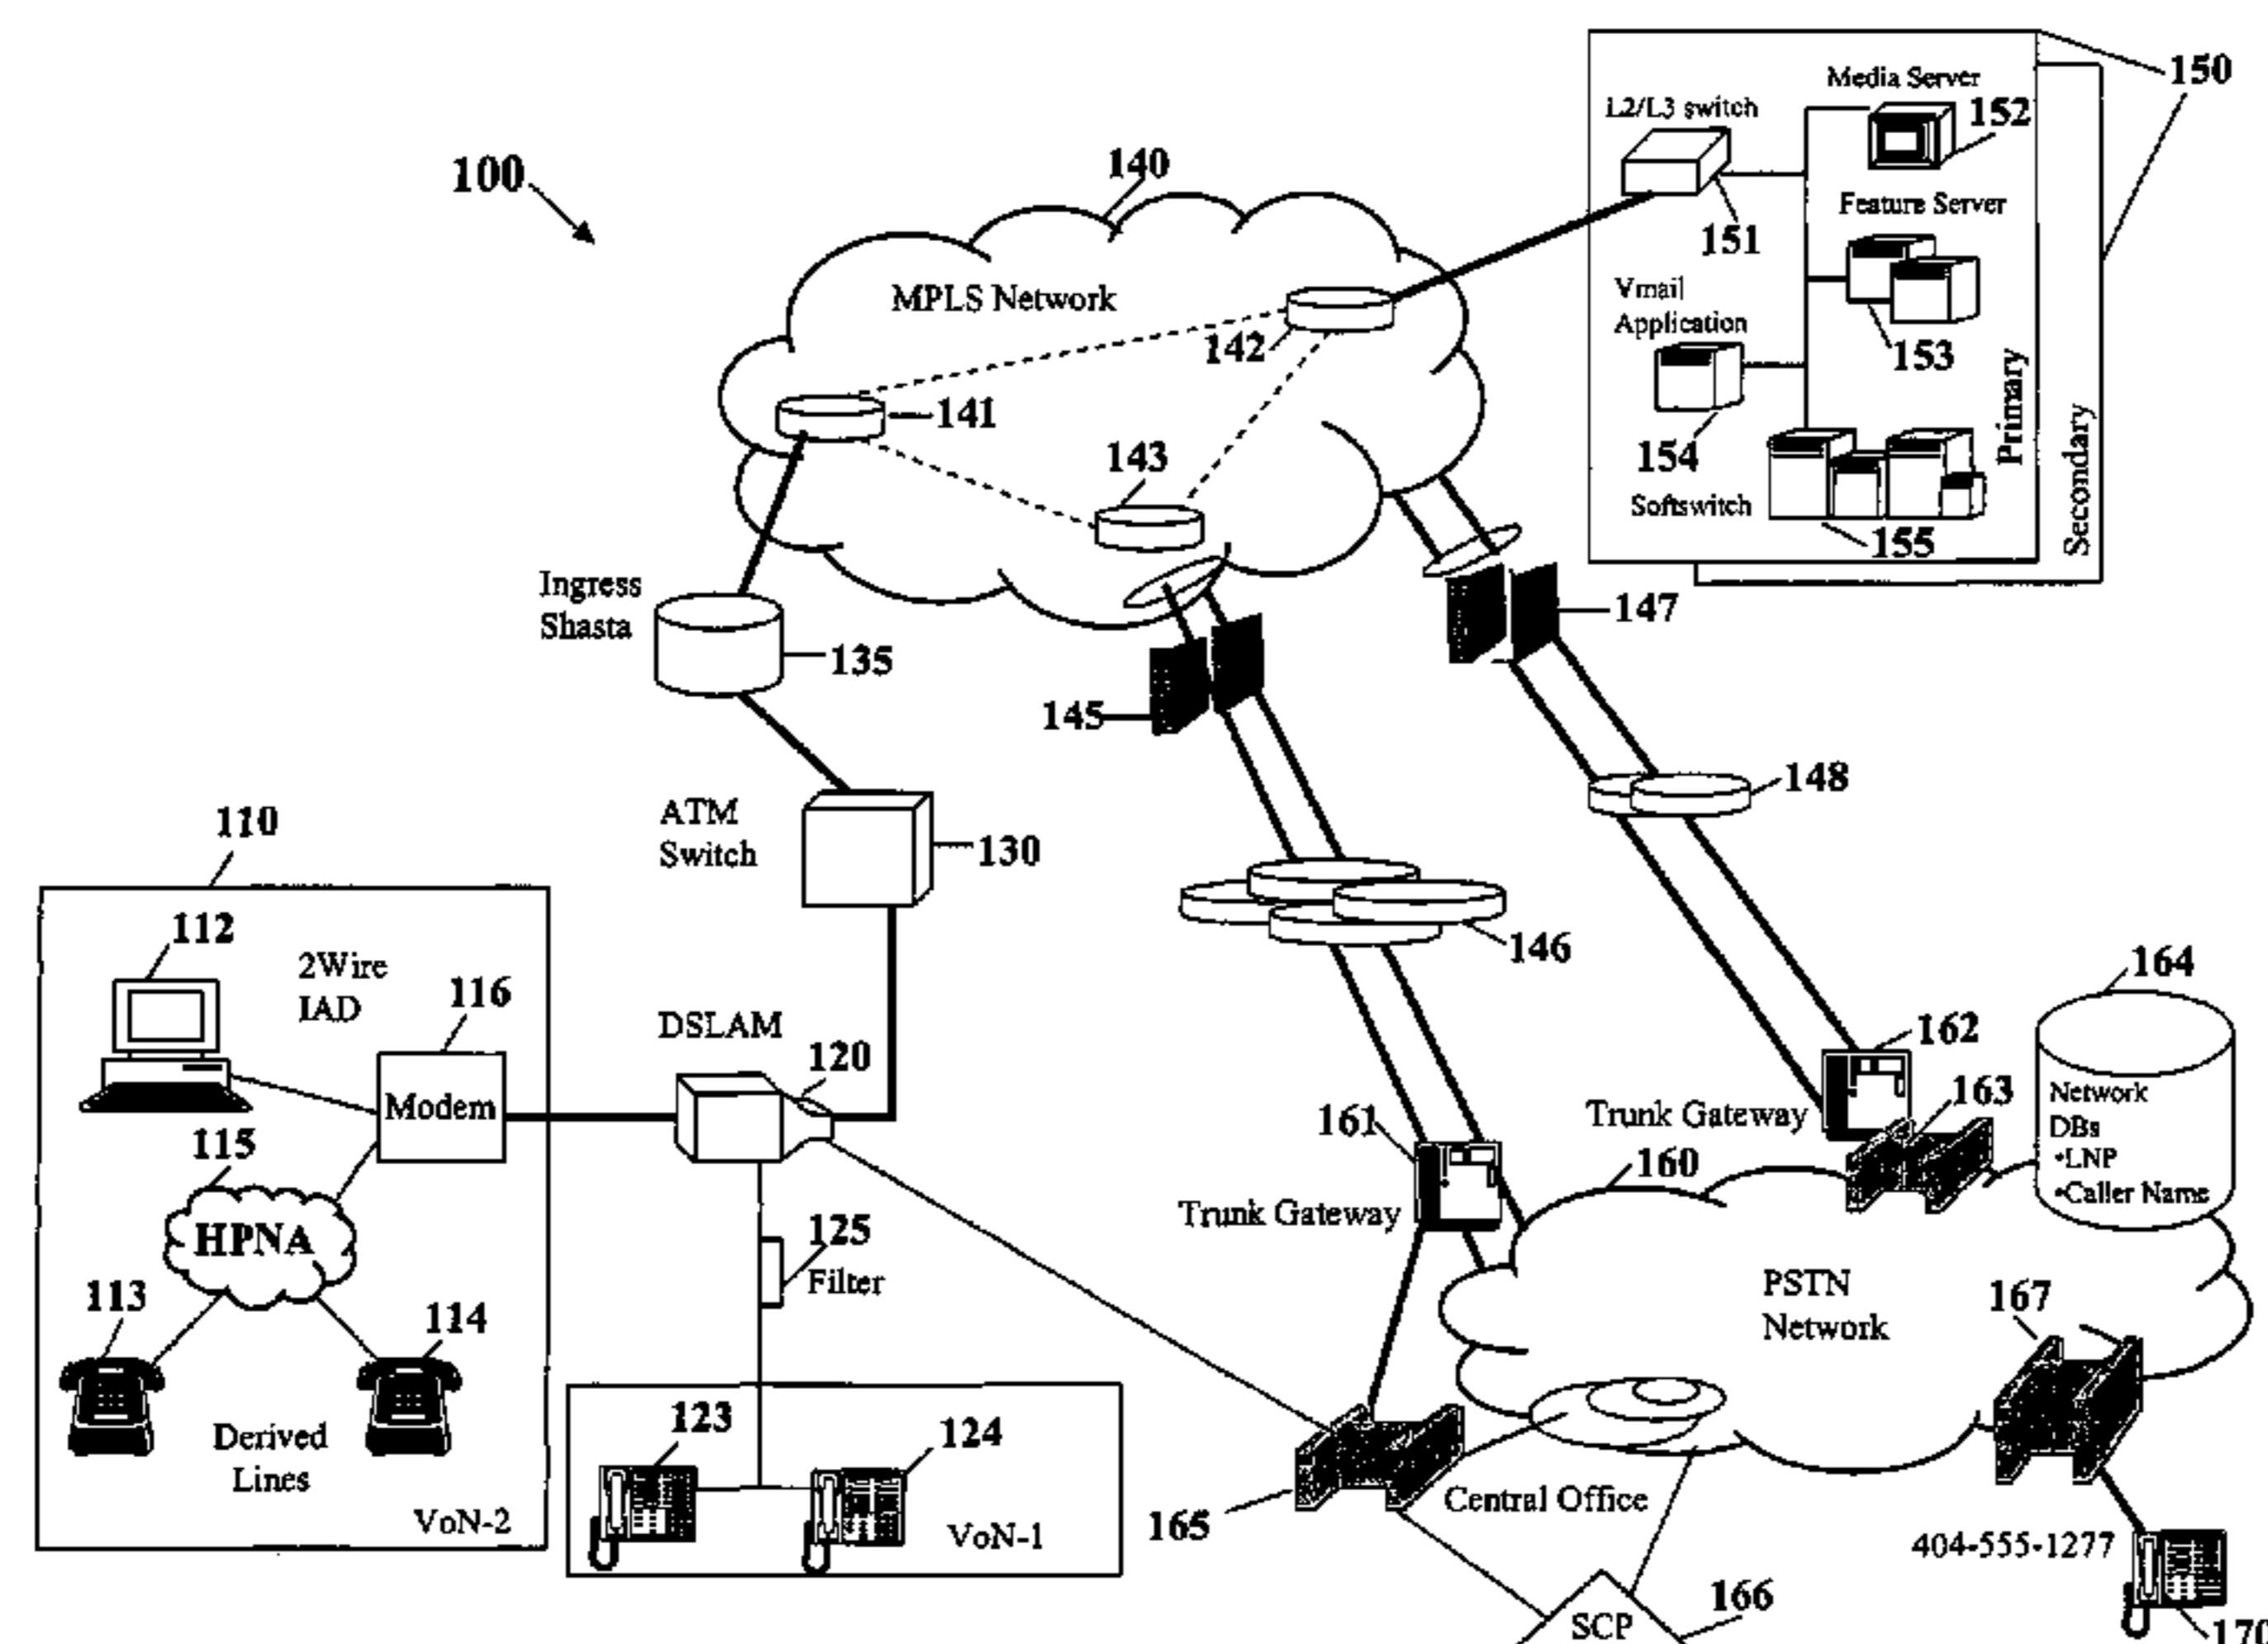 150
Media Server
L2/L3 switch
152
100
140
Feature Server
151
MPLS Network
Vmail
Application
142
153
Primary
141
154
143
Secondary
Softswitch
155
Ingress
Shasta
147
135
145
148
ATM
Switch
110
130
112
2Wire
IAD
116
146
164
DSLAM
120
162
Network
DBs
•LNP
•Caller Name
Modem
Trunk Gateway
163
161
115
160
Trunk Gateway
HPNA
125
Filter
PSTN
Network
167
113
114
Derived
Lines
123
124
VoN-2
VoN-1
165
Central Office
404-555-1277
SCP
166
170